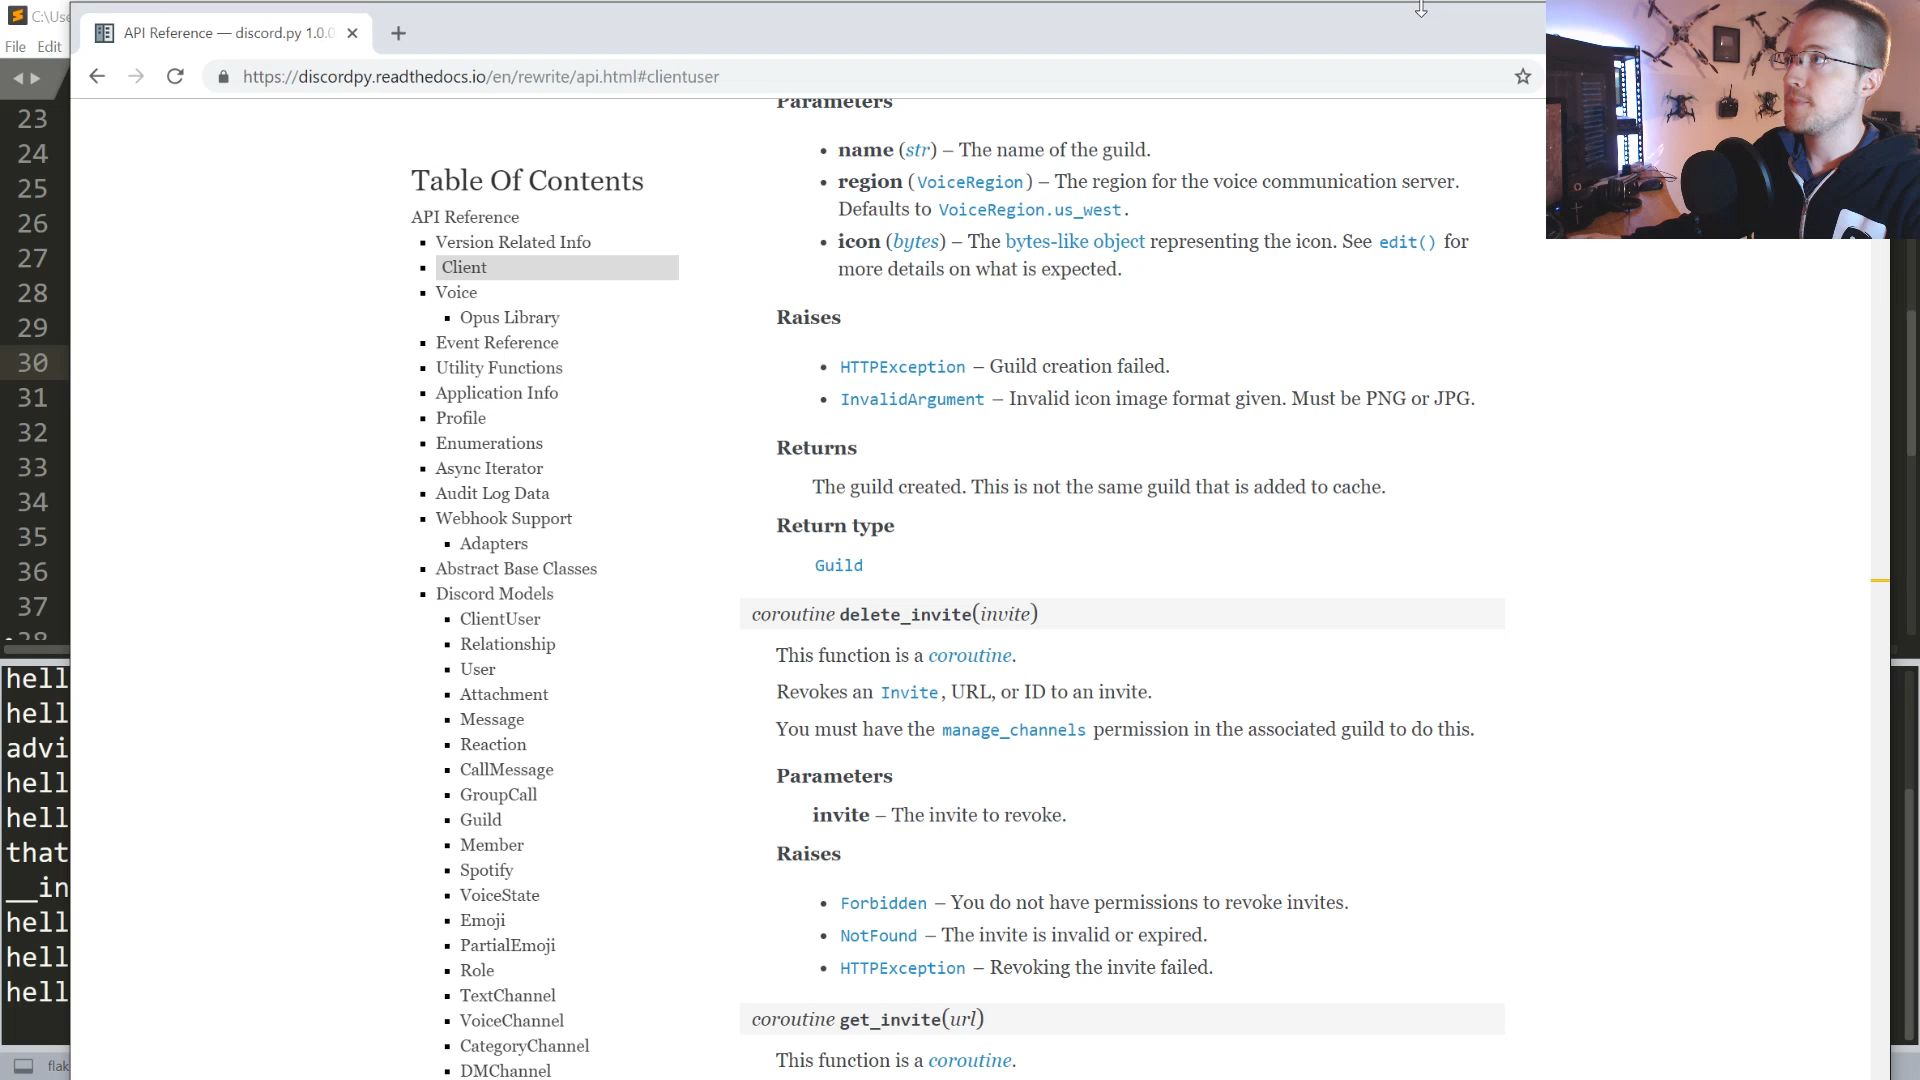 C:\Use
File Edit
API Reference — discord.py 1.0.0
https://discordpy.readthedocs.io/en/rewrite/api.html#clientuser
23
24
25
26
27
28
29
30
31
32
33
34
35
36
37
38
hell
hell
advi
hell
hell
that
__in
hell
hell
hell
flak
Table Of Contents
API Reference
Version Related Info
Client
Voice
Opus Library
Event Reference
Utility Functions
Application Info
Profile
Enumerations
Async Iterator
Audit Log Data
Webhook Support
Adapters
Abstract Base Classes
Discord Models
ClientUser
Relationship
User
Attachment
Message
Reaction
CallMessage
GroupCall
Guild
Member
Spotify
VoiceState
Emoji
PartialEmoji
Role
TextChannel
VoiceChannel
CategoryChannel
DMChannel
Parameters
• name (str) – The name of the guild.
• region (VoiceRegion) – The region for the voice communication server.
Defaults to VoiceRegion.us_west.
• icon (bytes) – The bytes-like object representing the icon. See edit() for
more details on what is expected.
Raises
• HTTPException – Guild creation failed.
• InvalidArgument – Invalid icon image format given. Must be PNG or JPG.
Returns
The guild created. This is not the same guild that is added to cache.
Return type
Guild
coroutine delete_invite(invite)
This function is a coroutine.
Revokes an Invite, URL, or ID to an invite.
You must have the manage_channels permission in the associated guild to do this.
Parameters
invite – The invite to revoke.
Raises
• Forbidden – You do not have permissions to revoke invites.
• NotFound – The invite is invalid or expired.
• HTTPException – Revoking the invite failed.
coroutine get_invite(url)
This function is a coroutine.